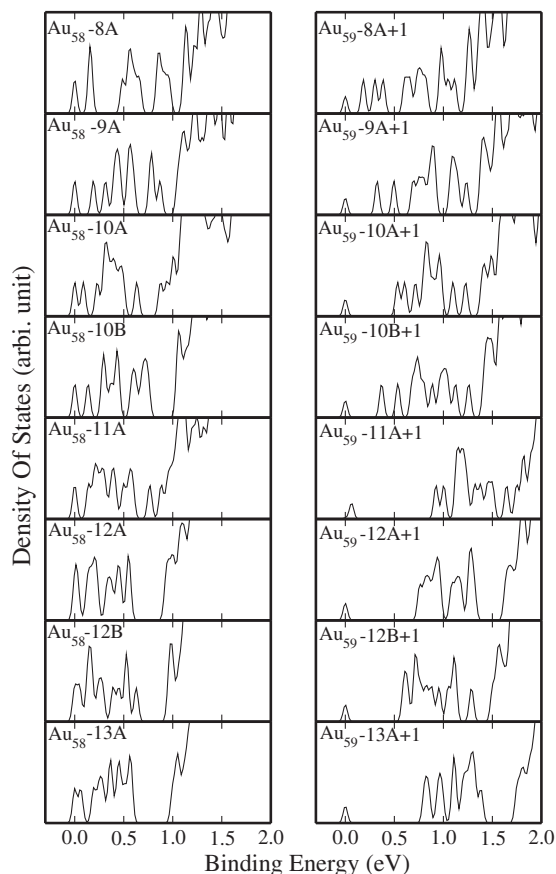 Au₅₈-8A
Au₅₉-8A+1
Au₅₈-9A
Au₅₉-9A+1
Au₅₈-10A
Au₅₉-10A+1
Au₅₈-10B
Au₅₉-10B+1
Au₅₈-11A
Au₅₉-11A+1
Au₅₈-12A
Au₅₉-12A+1
Au₅₈-12B
Au₅₉-12B+1
Au₅₈-13A
Au₅₉-13A+1
Density Of States (arbi. unit)
0.0 0.5 1.0 1.5 2.0
0.0 0.5 1.0 1.5 2.0
Binding Energy (eV)